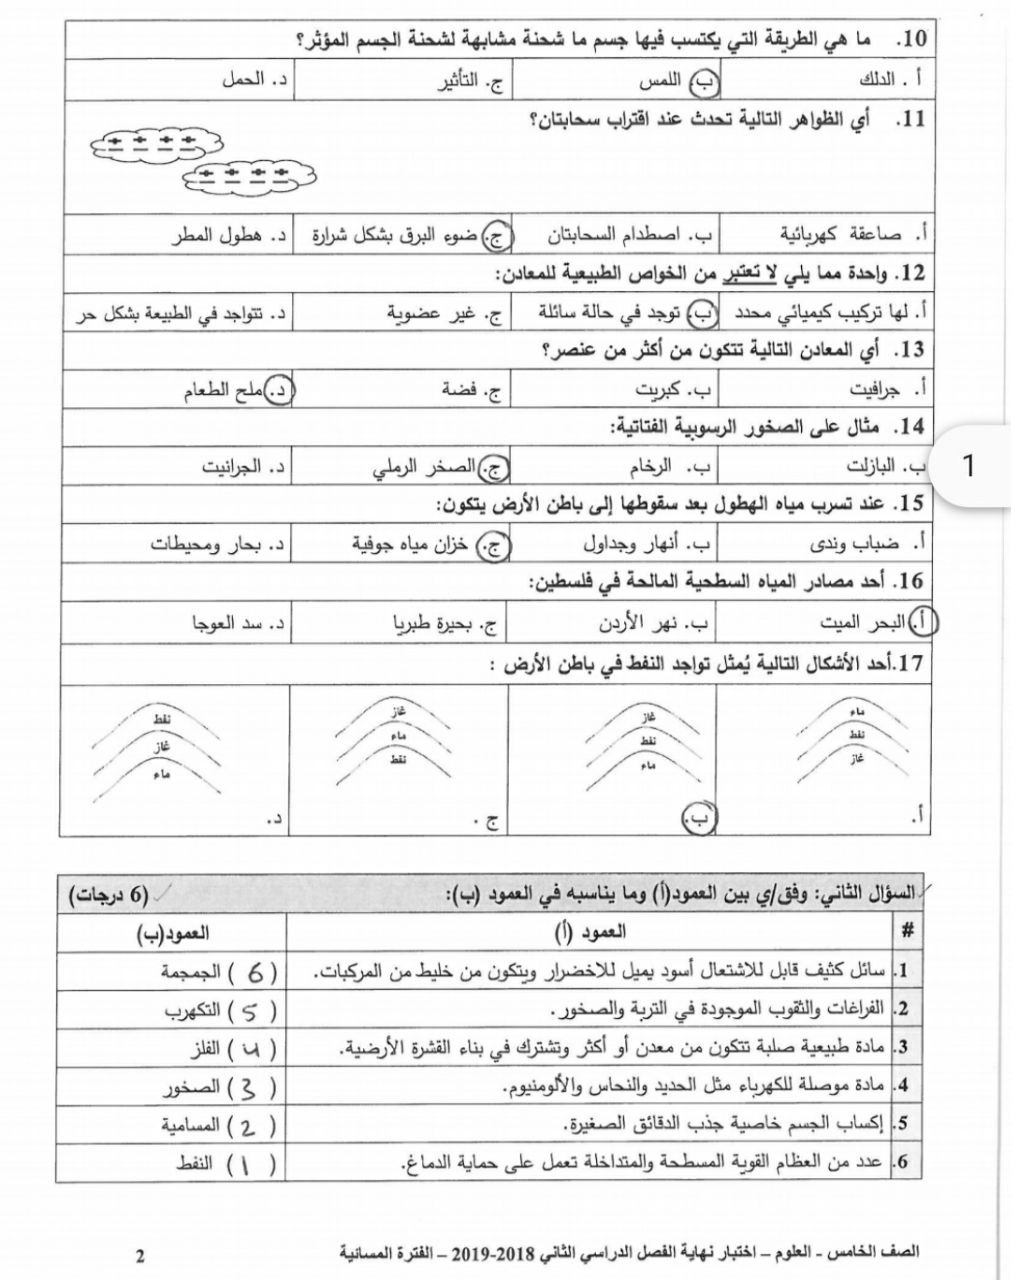 10. ما هي الطريقة التي يكتسب فيها جسم ما شحنة مشابهة لشحنة الجسم المؤثر؟
أ . الدلك ب. اللمس ج. التأثير د. الحمل
11. أي الظواهر التالية تحدث عند اقتراب سحابتان؟
+ + + +
– – – –
+ + + +
– – – –
أ. صاعقة كهربائية ب. اصطدام السحابتان ج. ضوء البرق بشكل شرارة د. هطول المطر
12. واحدة مما يلي لا تعتبر من الخواص الطبيعية للمعادن:
أ. لها تركيب كيميائي محدد ب. توجد في حالة سائلة ج. غير عضوية د. تتواجد في الطبيعة بشكل حر
13. أي المعادن التالية تتكون من أكثر من عنصر؟
أ. جرافيت ب. كبريت ج. فضة د. ملح الطعام
14. مثال على الصخور الرسوبية الفتاتية:
ب. البازلت ب. الرخام ج. الصخر الرملي د. الجرانيت
15. عند تسرب مياه الهطول بعد سقوطها إلى باطن الأرض يتكون:
أ. ضباب وندى ب. أنهار وجداول ج. خزان مياه جوفية د. بحار ومحيطات
16. أحد مصادر المياه السطحية المالحة في فلسطين:
أ. البحر الميت ب. نهر الأردن ج. بحيرة طبريا د. سد العوجا
17.أحد الأشكال التالية يُمثل تواجد النفط في باطن الأرض :
ماء غاز غاز نفط
نفط نفط ماء غاز
غاز ماء نفط ماء
أ. ب. ج. د.
السؤال الثاني: وفق/ي بين العمود(أ) وما يناسبه في العمود (ب): (6 درجات)
# العمود (أ) العمود(ب)
1. سائل كثيف قابل للاشتعال أسود يميل للاخضرار ويتكون من خليط من المركبات. ( 6 ) الجمجمة
2. الفراغات والثقوب الموجودة في التربة والصخور. ( 5 ) التكهرب
3. مادة طبيعية صلبة تتكون من معدن أو أكثر وتشترك في بناء القشرة الأرضية. ( 4 ) الفلز
4. مادة موصلة للكهرباء مثل الحديد والنحاس والألومنيوم. ( 3 ) الصخور
5. إكساب الجسم خاصية جذب الدقائق الصغيرة. ( 2 ) المسامية
6. عدد من العظام القوية المسطحة والمتداخلة تعمل على حماية الدماغ. ( 1 ) النفط
الصف الخامس - العلوم – اختبار نهاية الفصل الدراسي الثاني 2018-2019 – الفترة المسائية 2
1